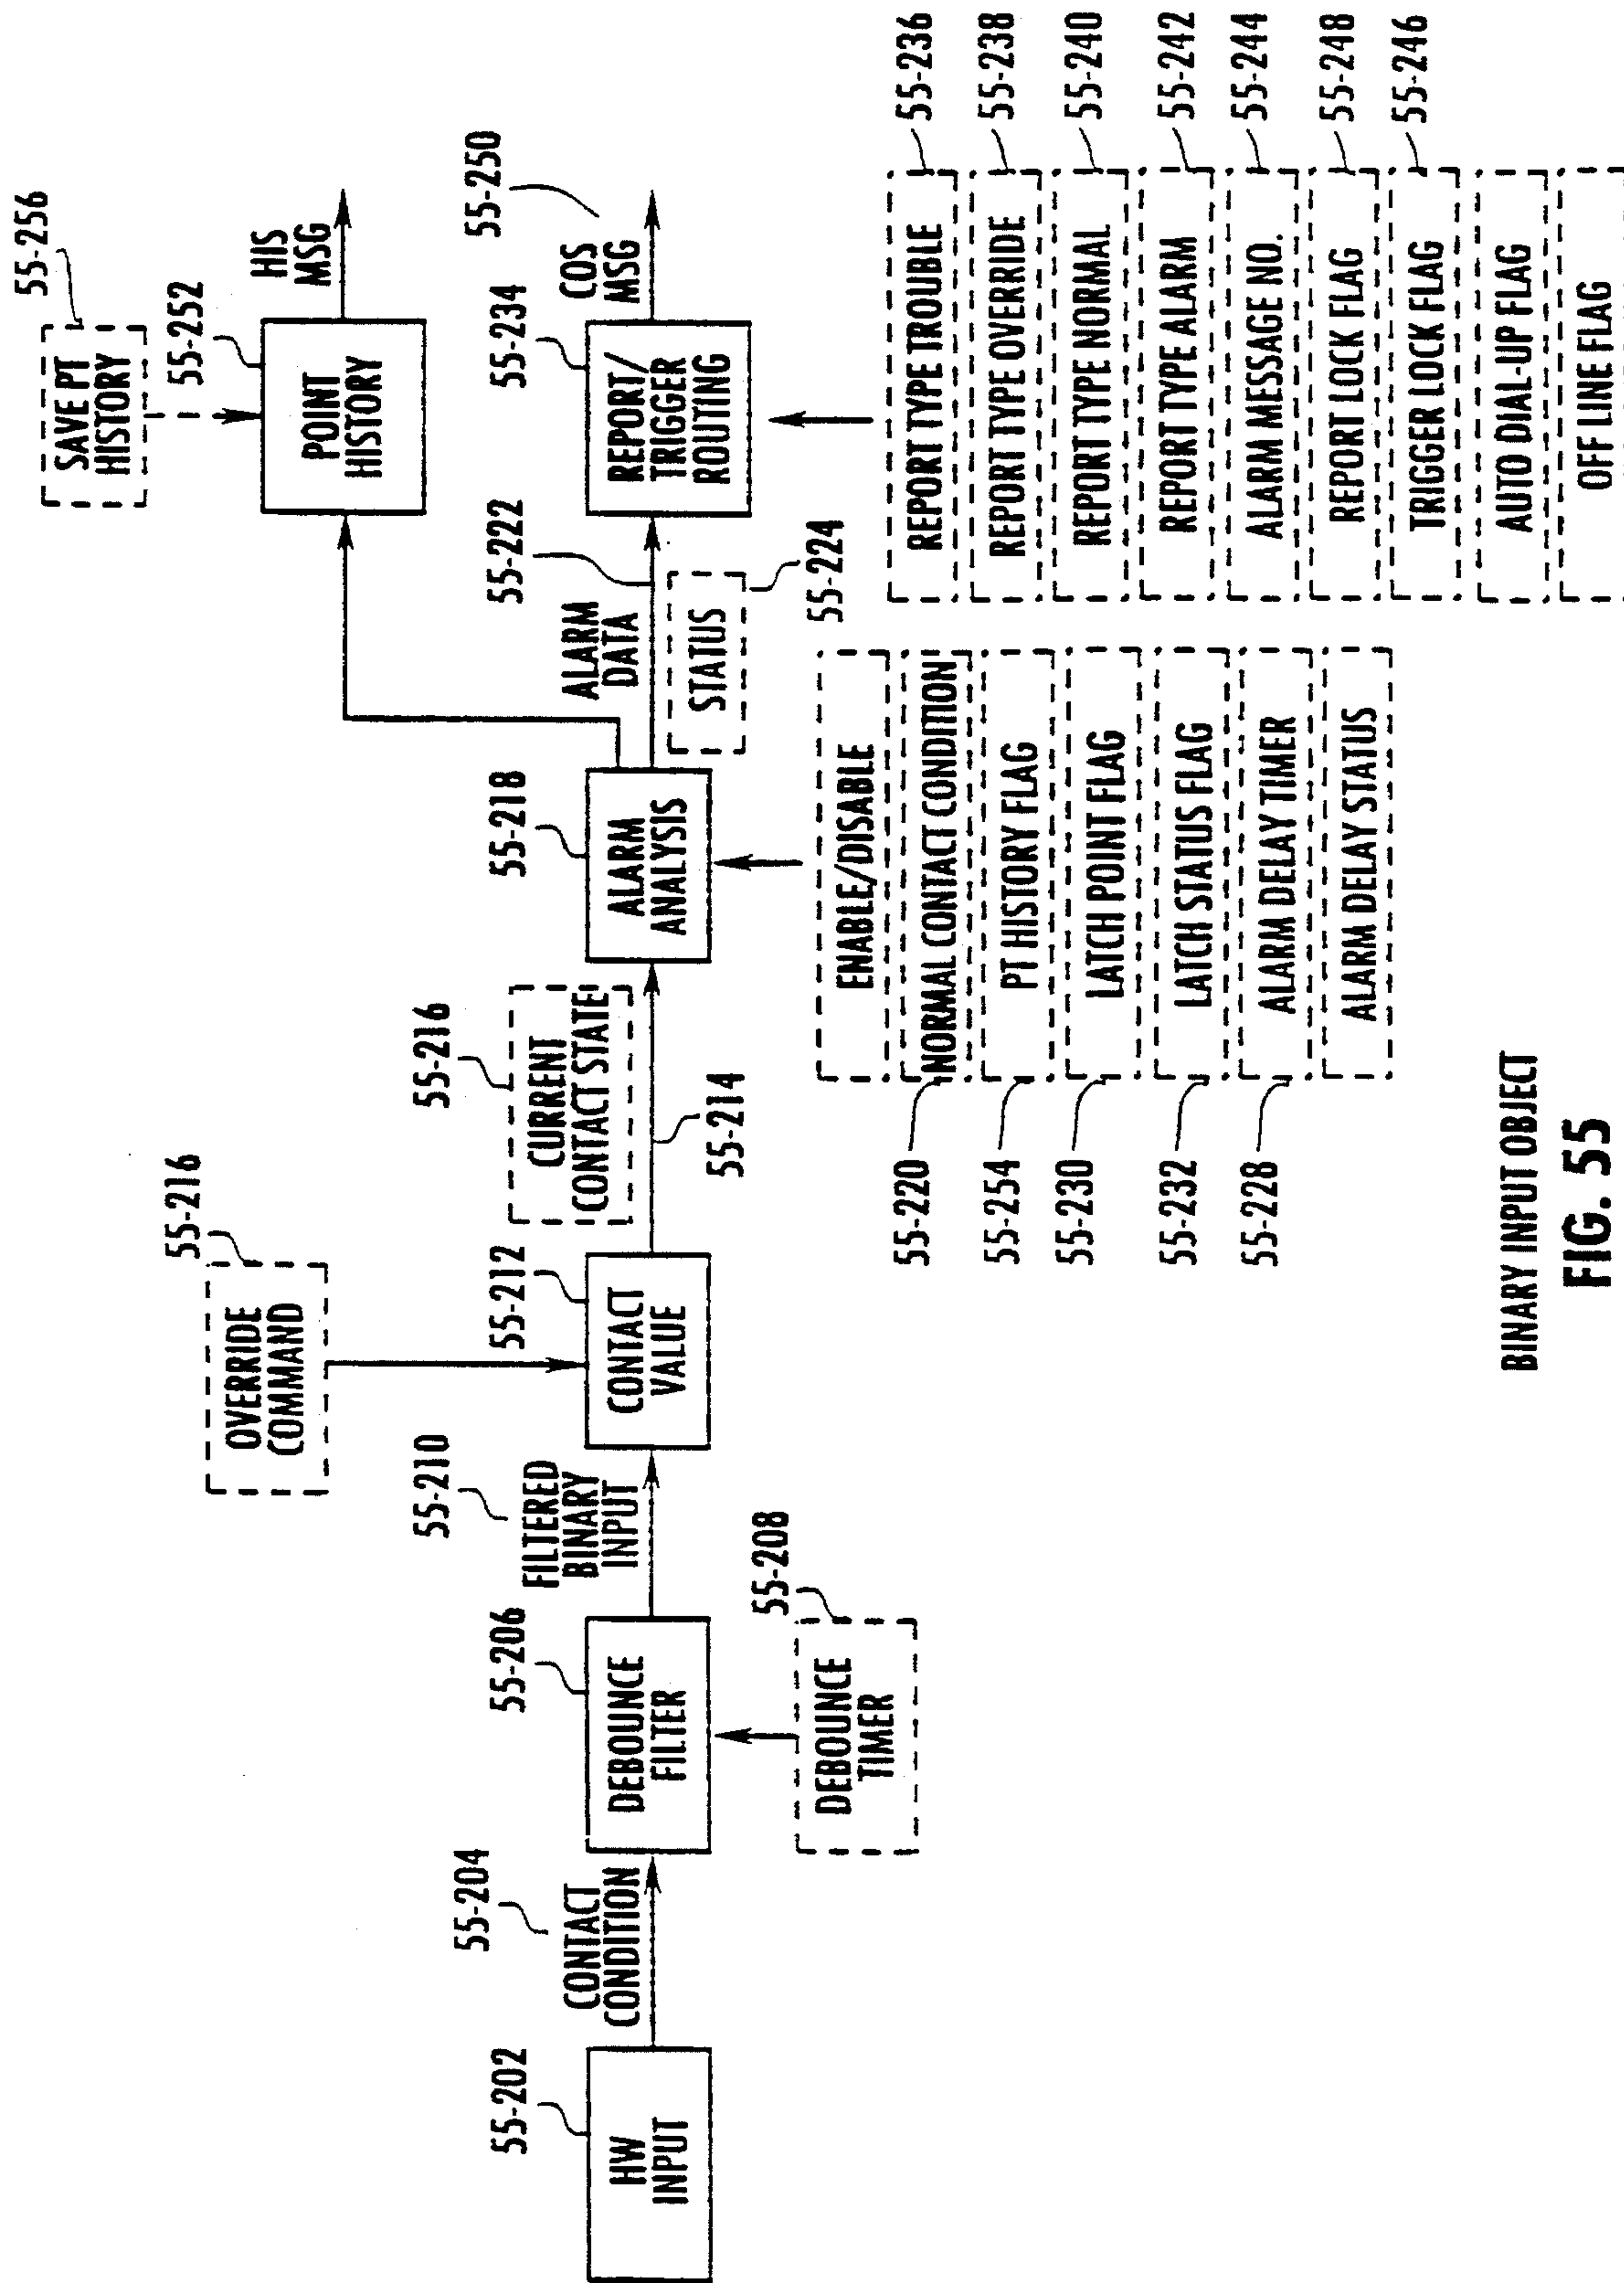 55-256
SAVE PT
HISTORY
55-252
POINT
HISTORY
HIS
MSG
55-216
OVERRIDE
COMMAND
55-202
HW
INPUT
55-204
CONTACT
CONDITION
55-206
DEBOUNCE
FILTER
55-208
DEBOUNCE
TIMER
55-210
FILTERED
BINARY
INPUT
55-212
CONTACT
VALUE
55-216
CURRENT
CONTACT STATE
55-214
55-218
ALARM
ANALYSIS
ALARM
DATA
55-222
STATUS
55-224
55-234
REPORT/
TRIGGER
ROUTING
COS
MSG
55-250
ENABLE/DISABLE
55-220
NORMAL CONTACT CONDITION
55-254
PT HISTORY FLAG
55-230
LATCH POINT FLAG
55-232
LATCH STATUS FLAG
55-228
ALARM DELAY TIMER
ALARM DELAY STATUS
REPORT TYPE TROUBLE
55-236
REPORT TYPE OVERRIDE
55-238
REPORT TYPE NORMAL
55-240
REPORT TYPE ALARM
55-242
ALARM MESSAGE NO.
55-244
REPORT LOCK FLAG
55-248
TRIGGER LOCK FLAG
55-246
AUTO DIAL-UP FLAG
OFF LINE FLAG
BINARY INPUT OBJECT
FIG. 55